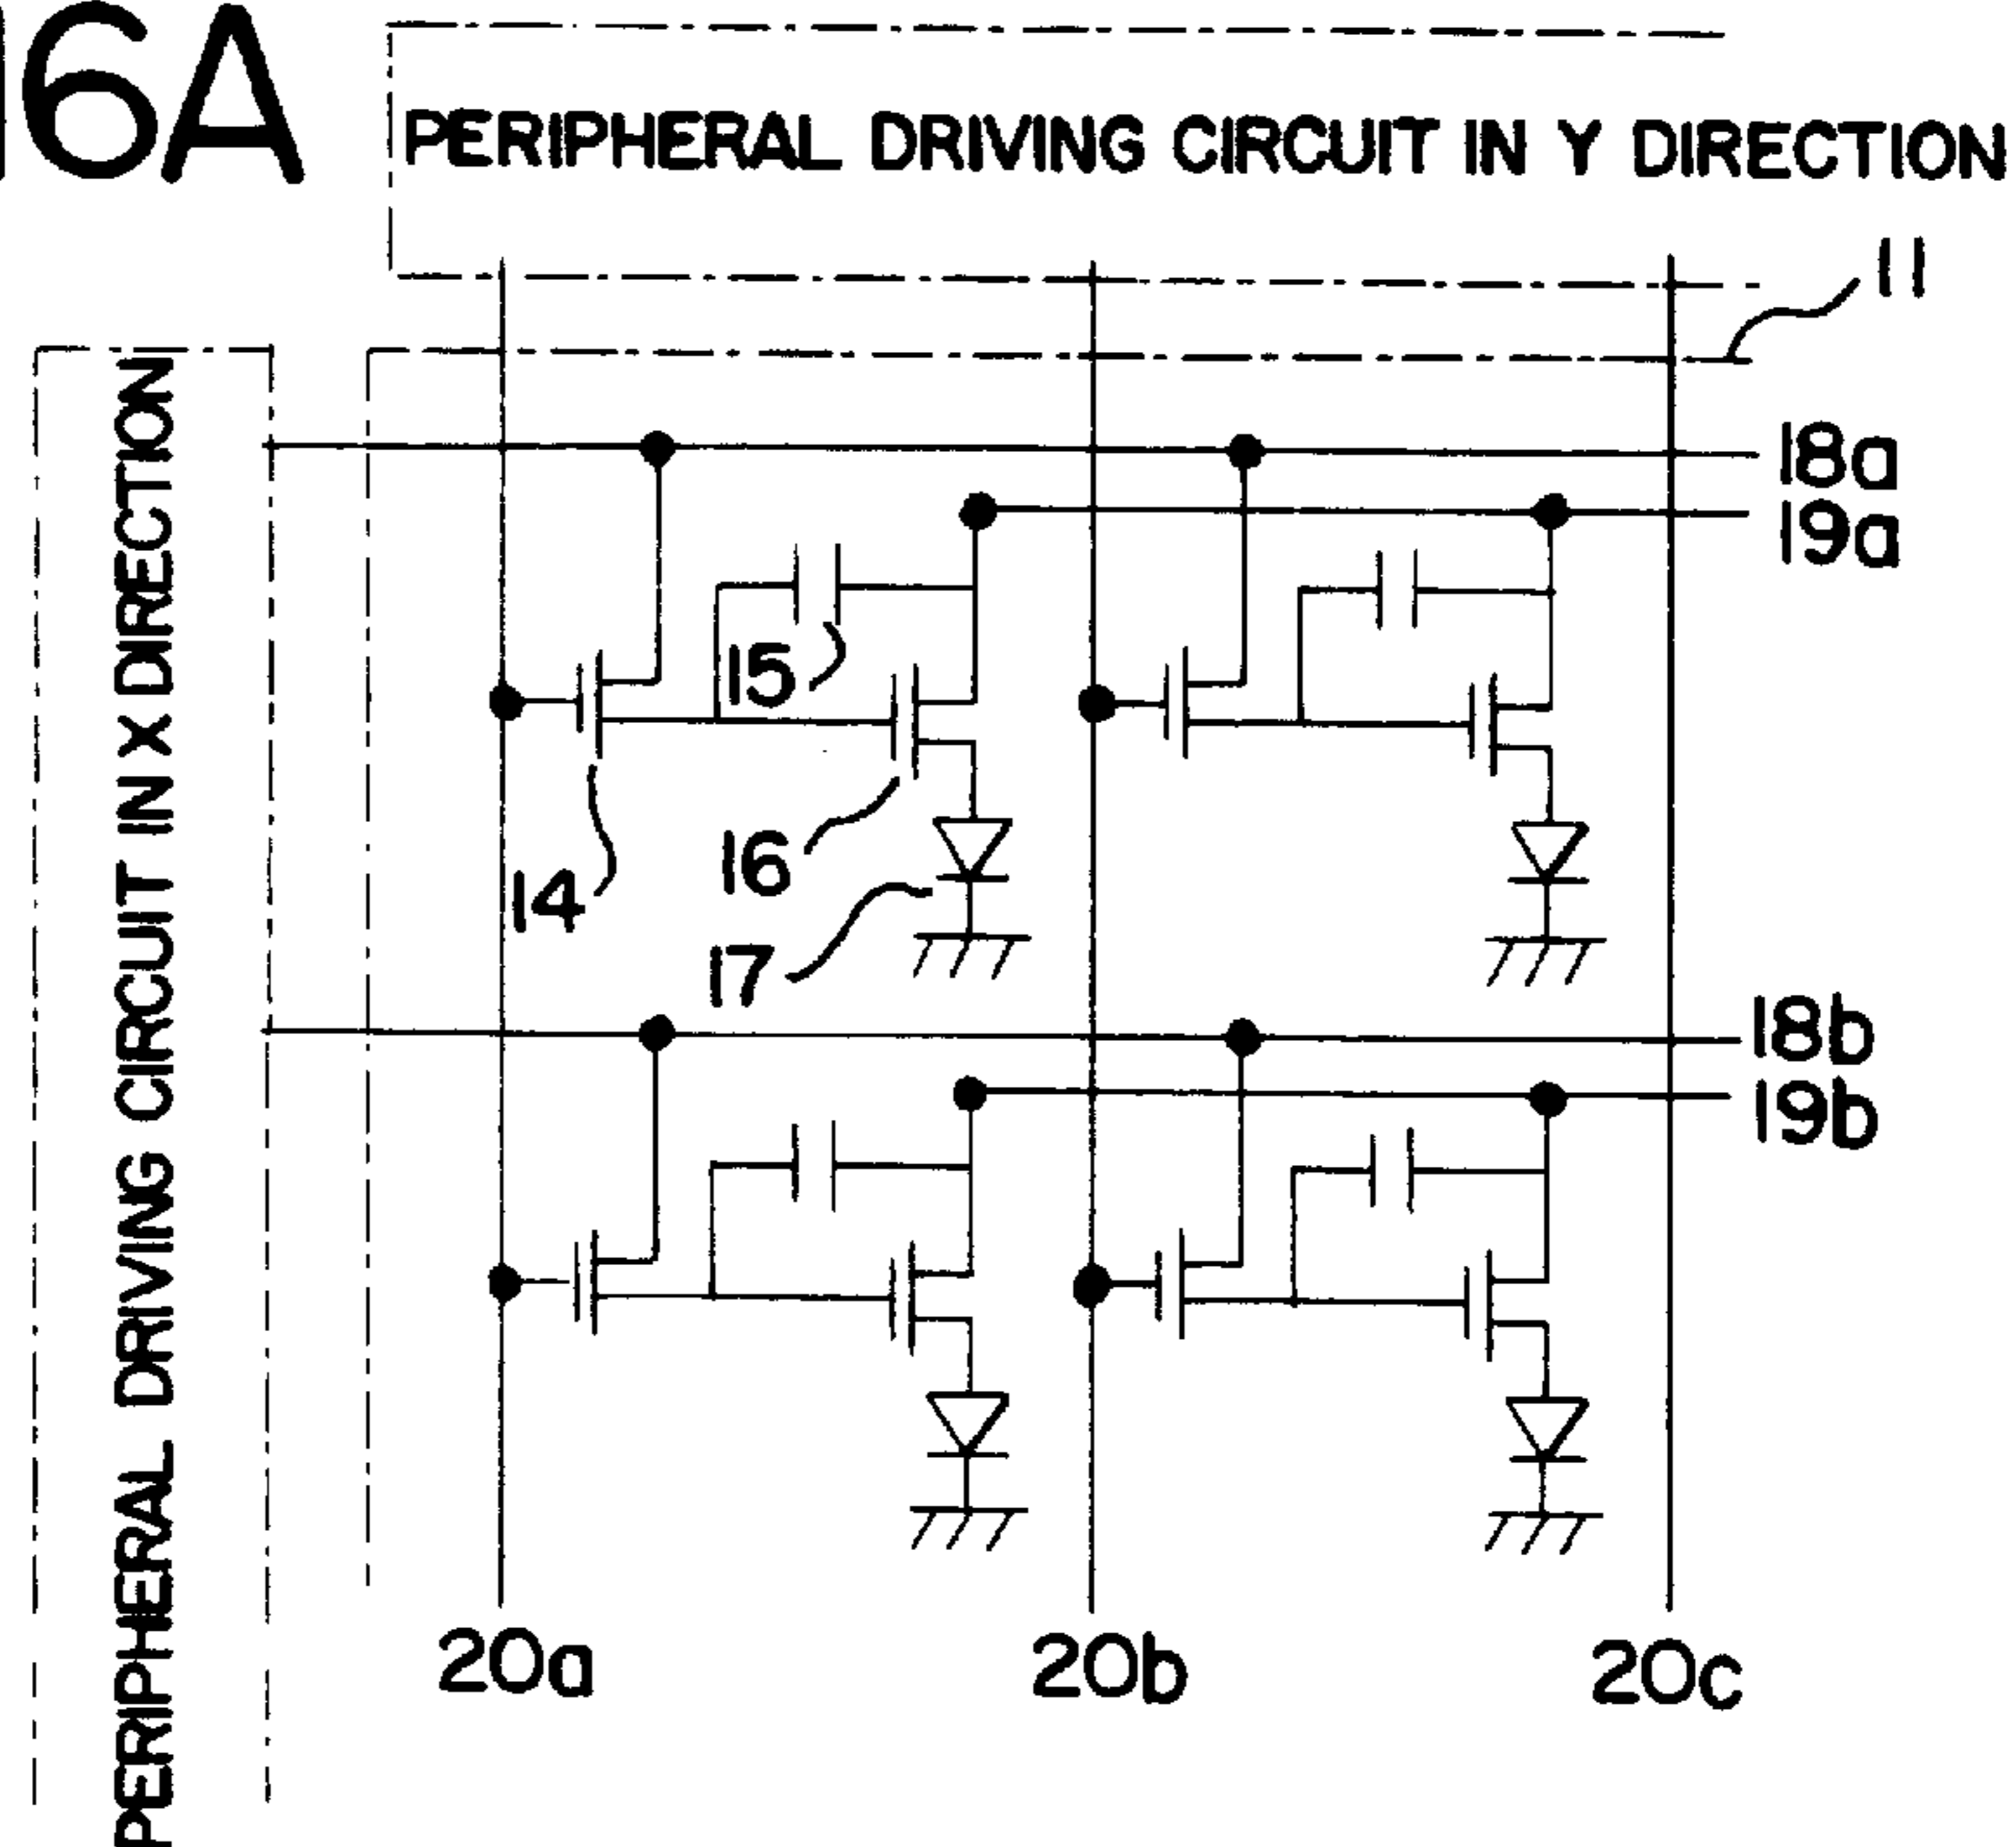 16A
PERIPHERAL DRIVING CIRCUIT IN Y DIRECTION
11
PERIPHERAL DRIVING CIRCUIT IN X DIRECTION
18a
19a
15
16
14
17
18b
19b
20a
20b
20c